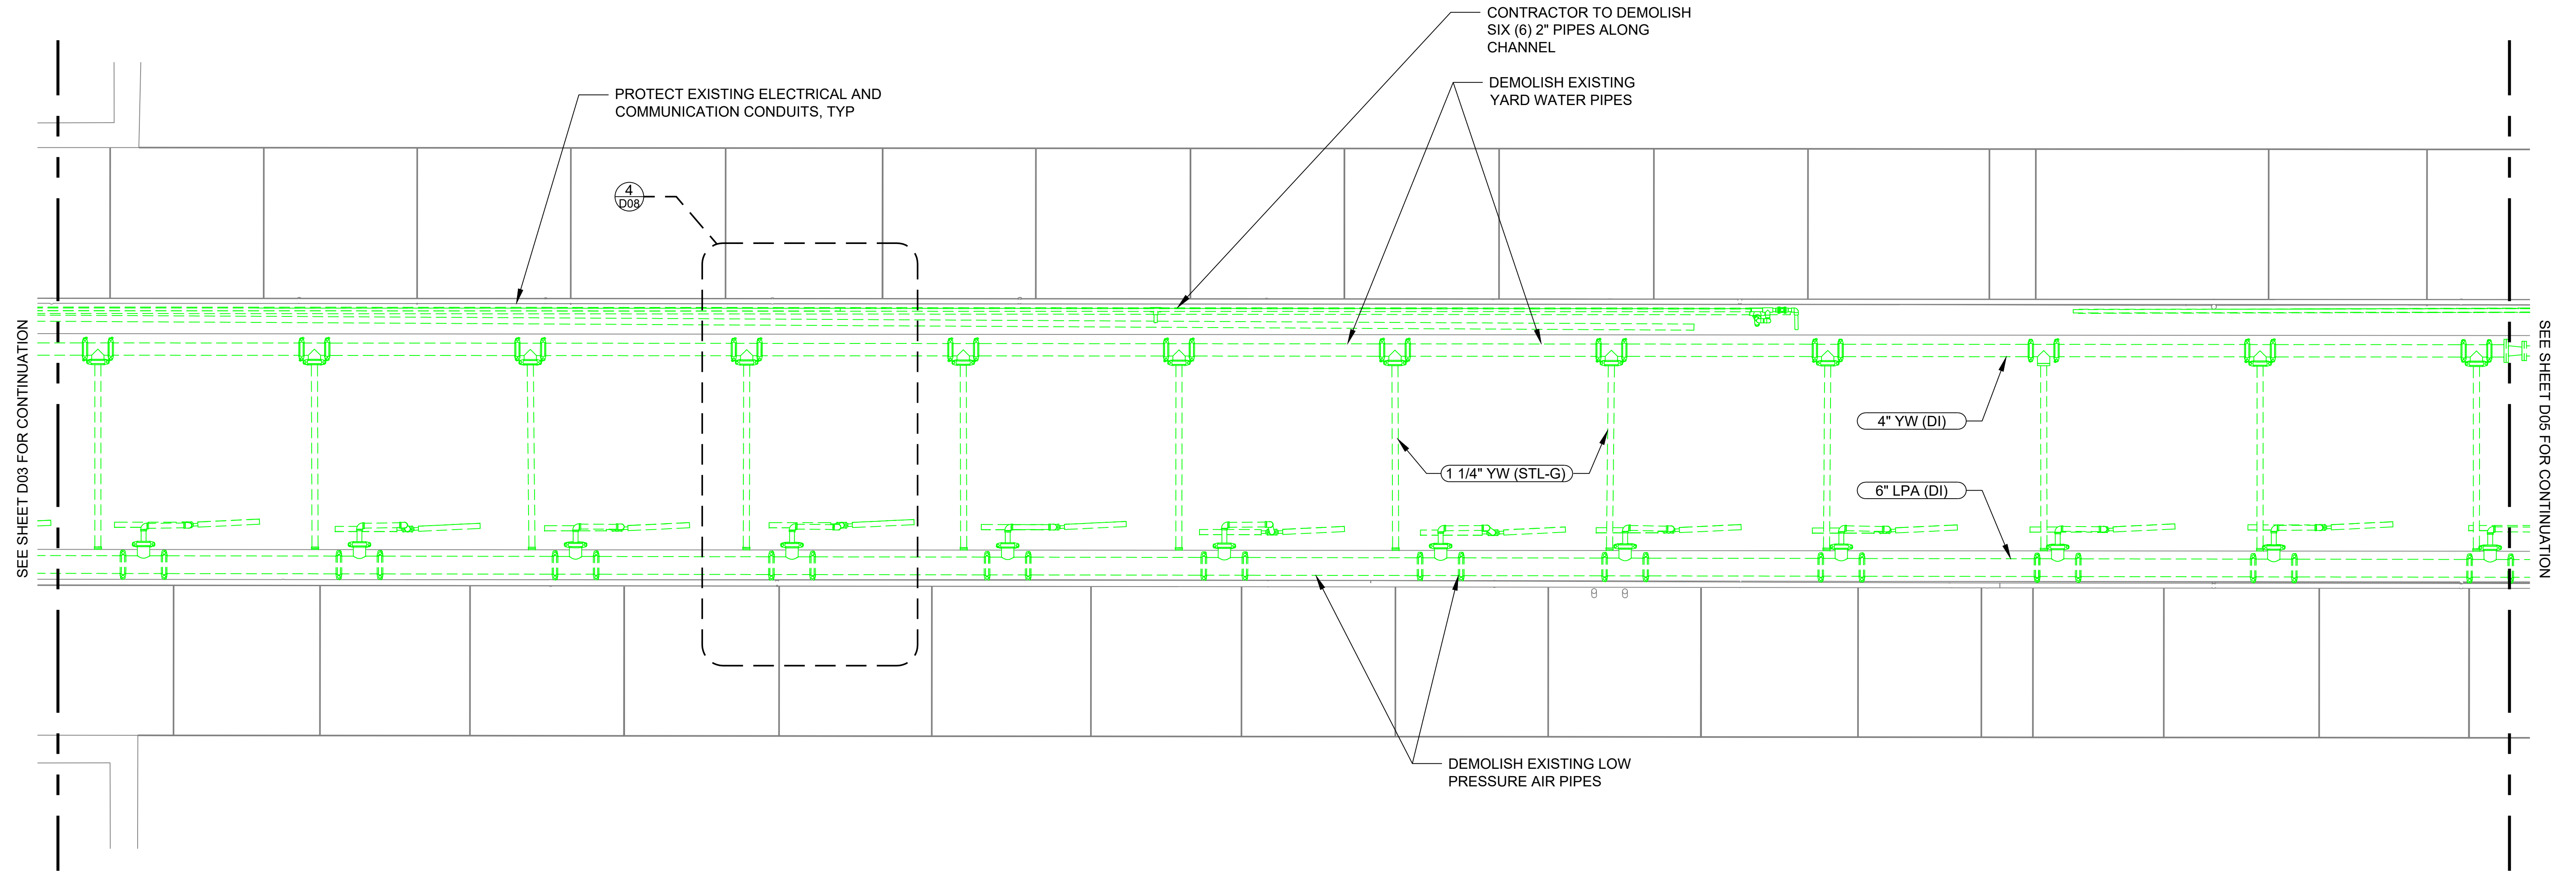 CONTRACTOR TO DEMOLISH
SIX (6) 2" PIPES ALONG
CHANNEL
DEMOLISH EXISTING
YARD WATER PIPES
PROTECT EXISTING ELECTRICAL AND
COMMUNICATION CONDUITS, TYP
4
D08
SEE SHEET D03 FOR CONTINUATION
SEE SHEET D05 FOR CONTINUATION
4" YW (DI)
1 1/4" YW (STL-G)
6" LPA (DI)
DEMOLISH EXISTING LOW
PRESSURE AIR PIPES